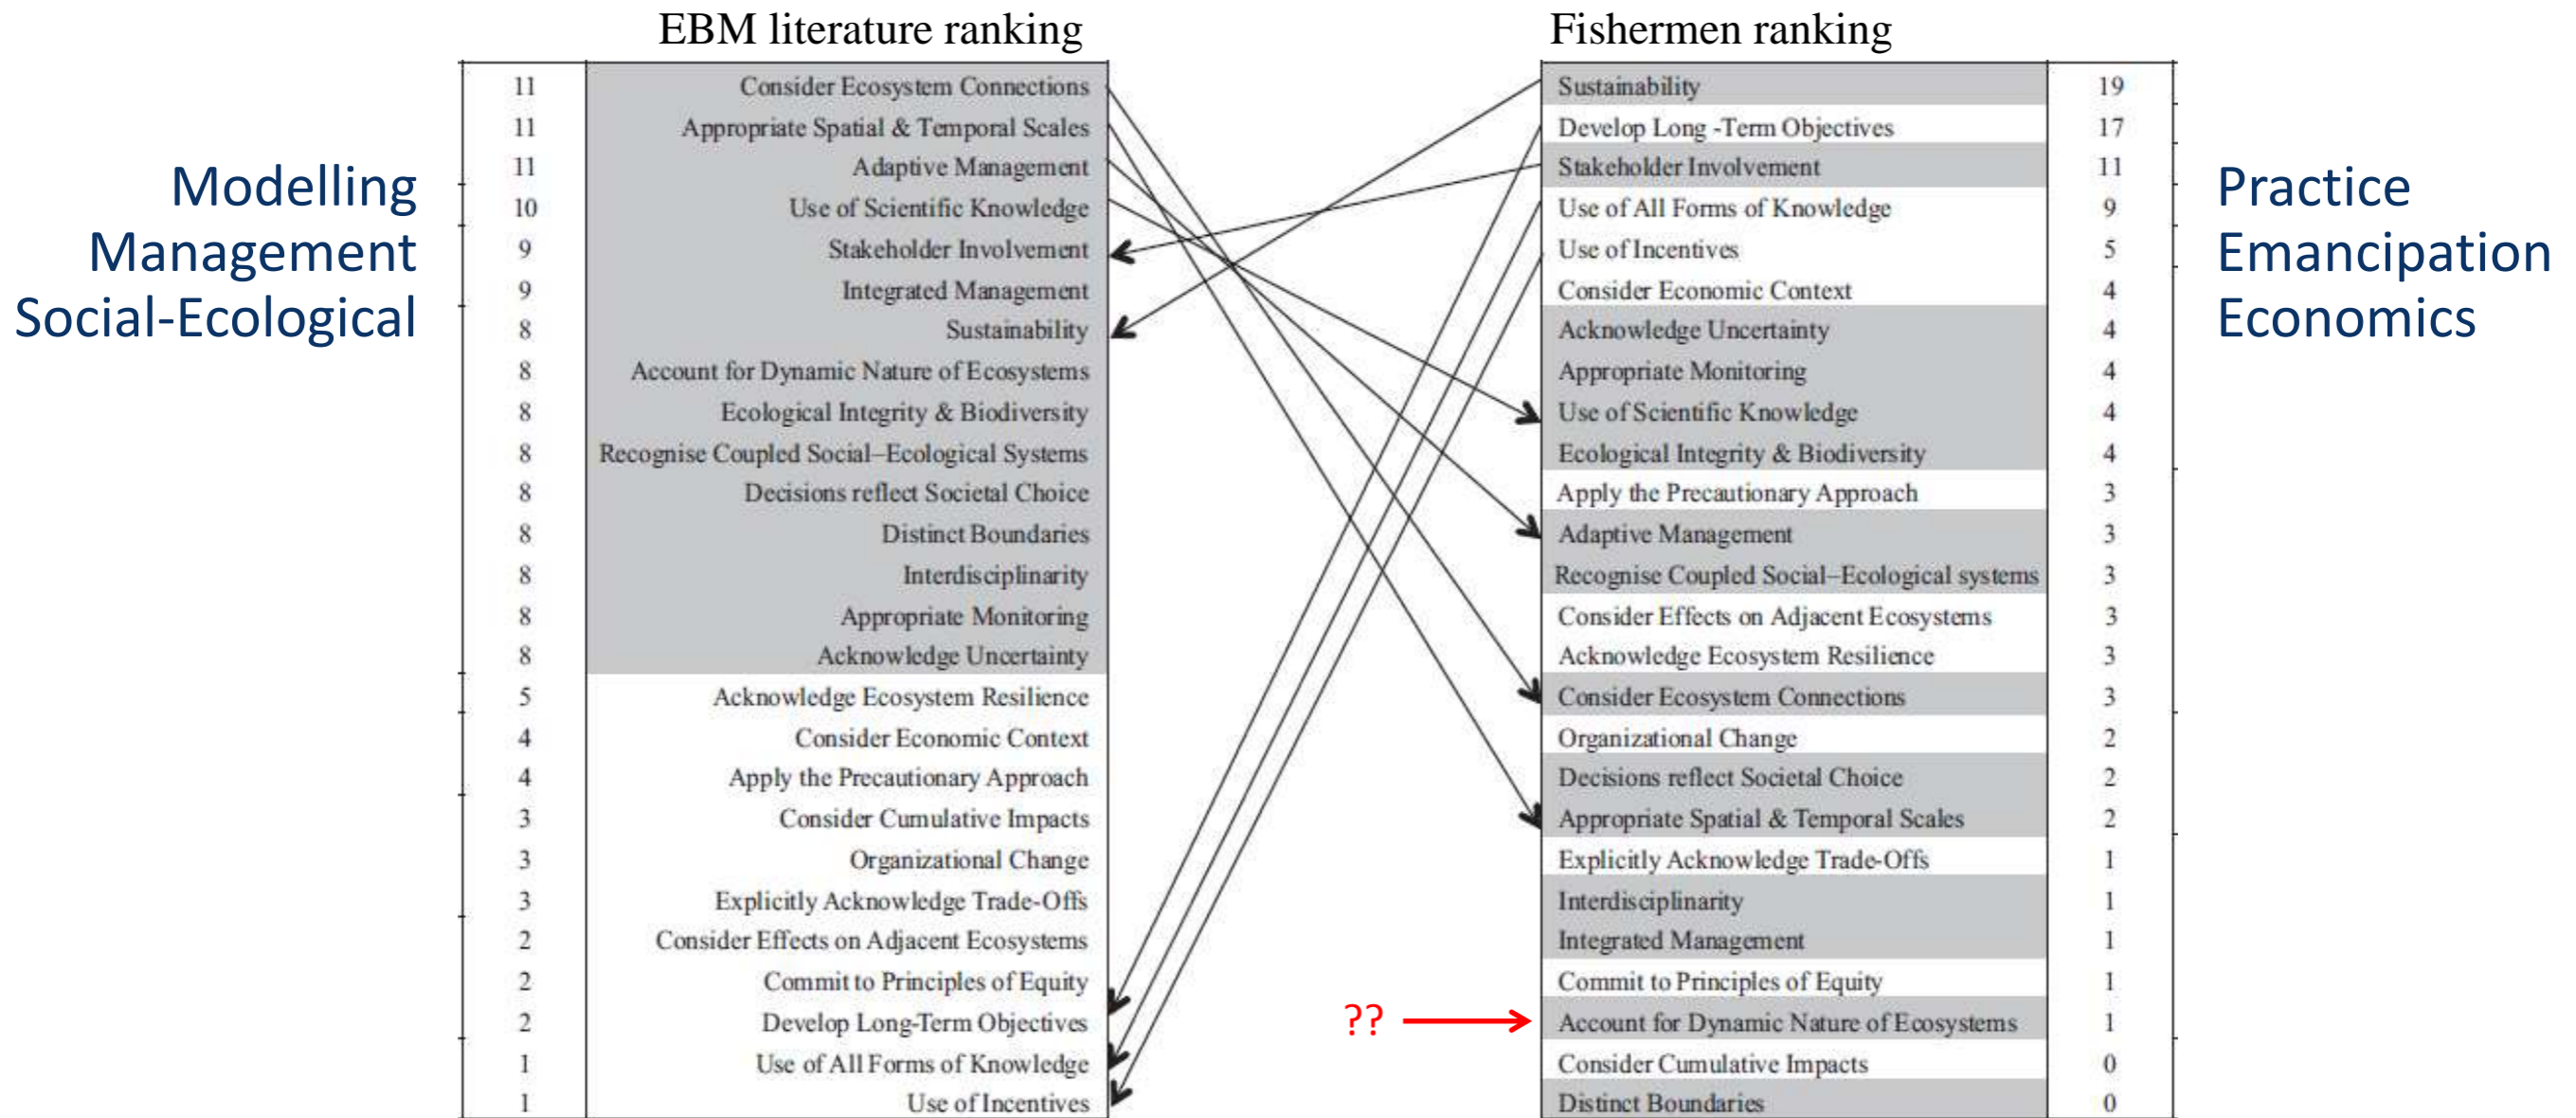 EBM literature ranking
Fishermen ranking
Modelling
Management
Social-Ecological
11 Consider Ecosystem Connections
11 Appropriate Spatial & Temporal Scales
11 Adaptive Management
10 Use of Scientific Knowledge
9 Stakeholder Involvement
9 Integrated Management
8 Sustainability
8 Account for Dynamic Nature of Ecosystems
8 Ecological Integrity & Biodiversity
8 Recognise Coupled Social–Ecological Systems
8 Decisions reflect Societal Choice
8 Distinct Boundaries
8 Interdisciplinarity
8 Appropriate Monitoring
8 Acknowledge Uncertainty
5 Acknowledge Ecosystem Resilience
4 Consider Economic Context
4 Apply the Precautionary Approach
3 Consider Cumulative Impacts
3 Organizational Change
3 Explicitly Acknowledge Trade-Offs
2 Consider Effects on Adjacent Ecosystems
2 Commit to Principles of Equity
2 Develop Long-Term Objectives
1 Use of All Forms of Knowledge
1 Use of Incentives
Sustainability 19
Develop Long -Term Objectives 17
Stakeholder Involvement 11
Use of All Forms of Knowledge 9
Use of Incentives 5
Consider Economic Context 4
Acknowledge Uncertainty 4
Appropriate Monitoring 4
Use of Scientific Knowledge 4
Ecological Integrity & Biodiversity 4
Apply the Precautionary Approach 3
Adaptive Management 3
Recognise Coupled Social–Ecological systems 3
Consider Effects on Adjacent Ecosystems 3
Acknowledge Ecosystem Resilience 3
Consider Ecosystem Connections 3
Organizational Change 2
Decisions reflect Societal Choice 2
Appropriate Spatial & Temporal Scales 2
Explicitly Acknowledge Trade-Offs 1
Interdisciplinarity 1
Integrated Management 1
Commit to Principles of Equity 1
?? Account for Dynamic Nature of Ecosystems 1
Consider Cumulative Impacts 0
Distinct Boundaries 0
Practice
Emancipation
Economics